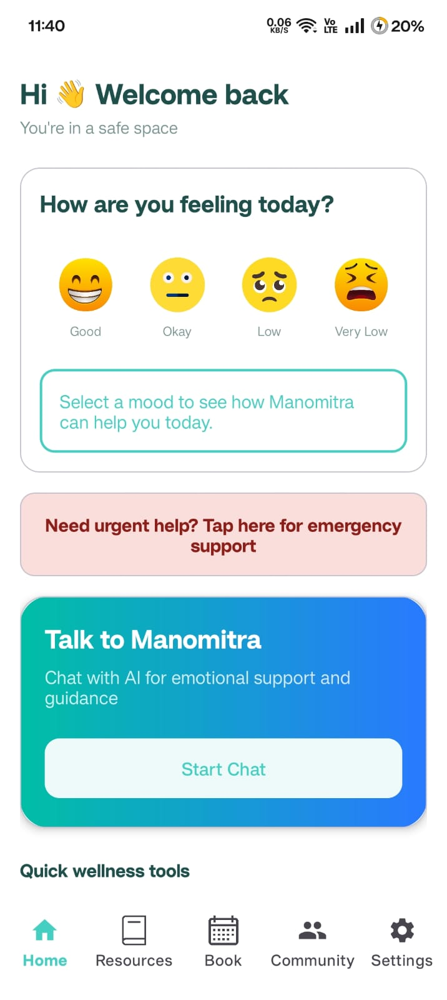 11:40
0.06 KB/S Vo LTE 20%
Hi 👋 Welcome back
You're in a safe space
How are you feeling today?
Good Okay Low Very Low
Select a mood to see how Manomitra
can help you today.
Need urgent help? Tap here for emergency
support
Talk to Manomitra
Chat with AI for emotional support and
guidance
Start Chat
Quick wellness tools
Home Resources Book Community Settings